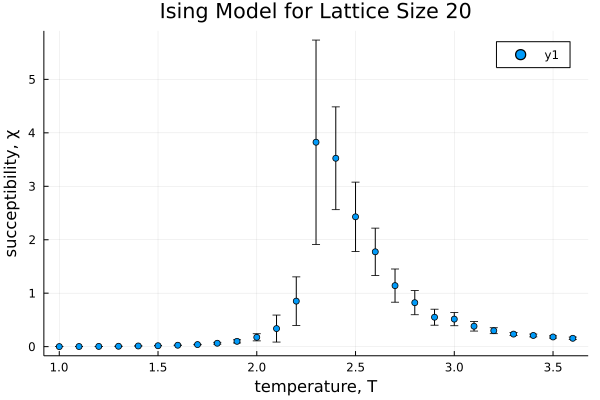 Ising Model for Lattice Size 20
y1
succeptibility, χ
5
4
3
2
1
0
1.0 1.5 2.0 2.5 3.0 3.5
temperature, T